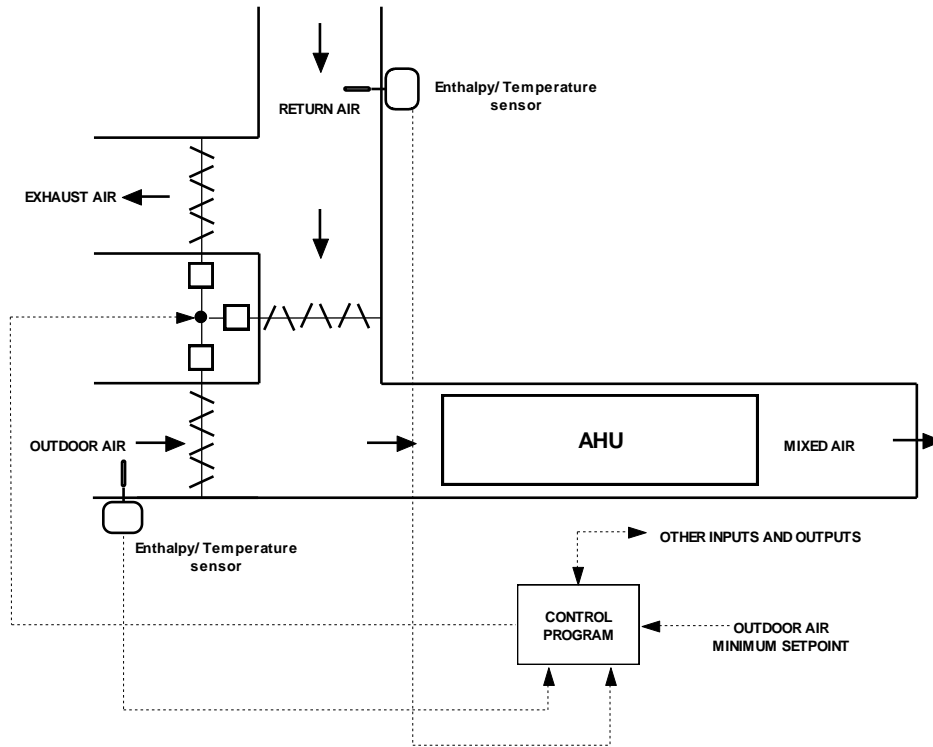 Enthalpy/ Temperature
sensor
RETURN AIR
EXHAUST AIR
OUTDOOR AIR
AHU
MIXED AIR
Enthalpy/ Temperature
sensor
OTHER INPUTS AND OUTPUTS
CONTROL
PROGRAM
OUTDOOR AIR
MINIMUM SETPOINT